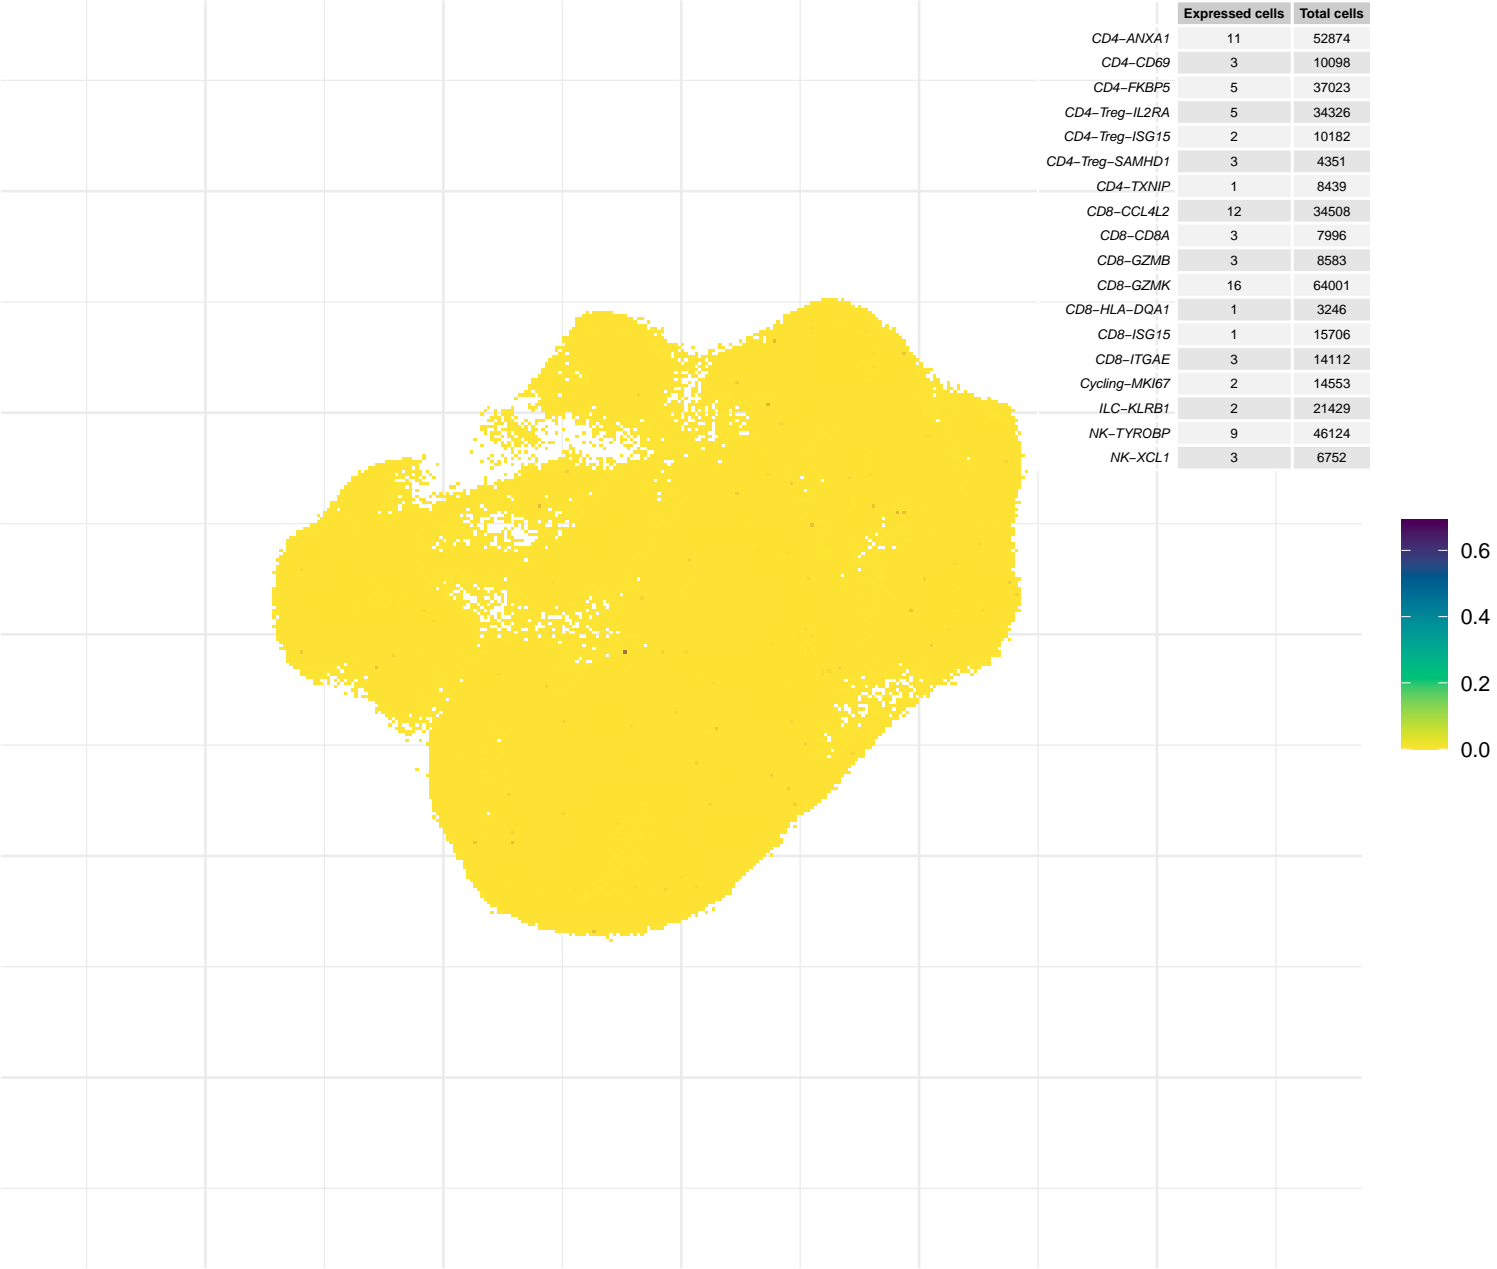 Expressed cells Total cells
CD4−ANXA1 11 52874
CD4−CD69 3 10098
CD4−FKBP5 5 37023
CD4−Treg−IL2RA 5 34326
CD4−Treg−ISG15 2 10182
CD4−Treg−SAMHD1 3 4351
CD4−TXNIP 1 8439
CD8−CCL4L2 12 34508
CD8−CD8A 3 7996
CD8−GZMB 3 8583
CD8−GZMK 16 64001
CD8−HLA−DQA1 1 3246
CD8−ISG15 1 15706
CD8−ITGAE 3 14112
Cycling−MKI67 2 14553
ILC−KLRB1 2 21429
NK−TYROBP 9 46124
NK−XCL1 3 6752
0.6
0.4
0.2
0.0